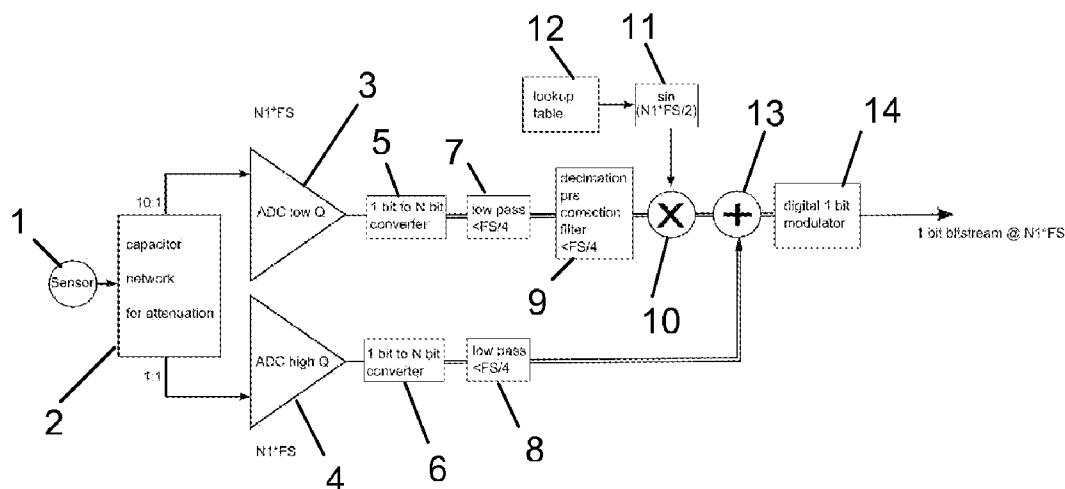 12
11
lookup
table
sin
(N1*FS/2)
3
N1*FS
5
7
13
14
10:1
1
Sensor
capacitor
network
for attenuation
ADC low Q
1 bit to N bit
converter
low pass
<FS/4
decimation
pre
correction
filter
<FS/4
X
+
digital 1 bit
modulator
1 bit bitstream @ N1*FS
9
10
2
1:1
ADC high Q
1 bit to N bit
converter
low pass
<FS/4
N1*FS
4
6
8